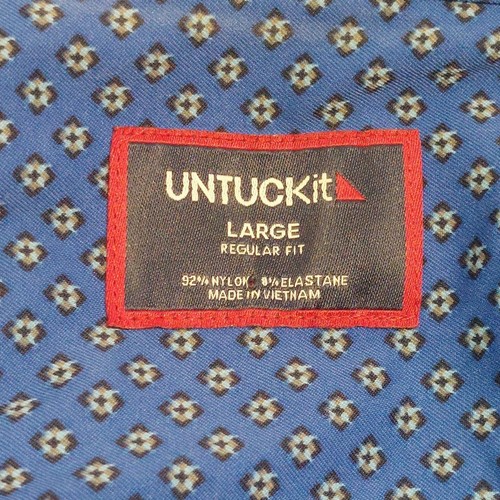 UNTUCKit
LARGE
REGULAR FIT
92% NYLON 8% ELASTANE
MADE IN VIETNAM